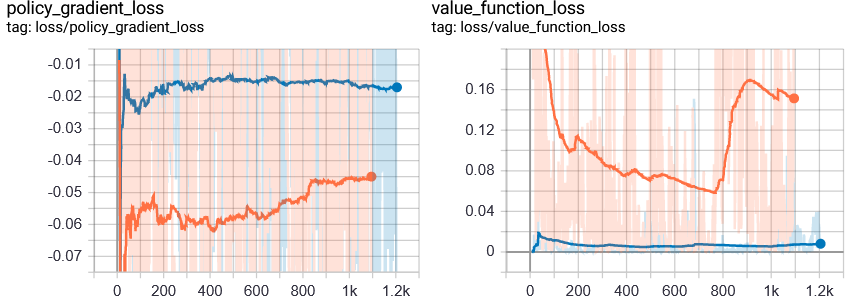 policy_gradient_loss
tag: loss/policy_gradient_loss
-0.01
-0.02
-0.03
-0.04
-0.05
-0.06
-0.07
0 200 400 600 800 1k 1.2k
value_function_loss
tag: loss/value_function_loss
0.16
0.12
0.08
0.04
0
0 200 400 600 800 1k 1.2k